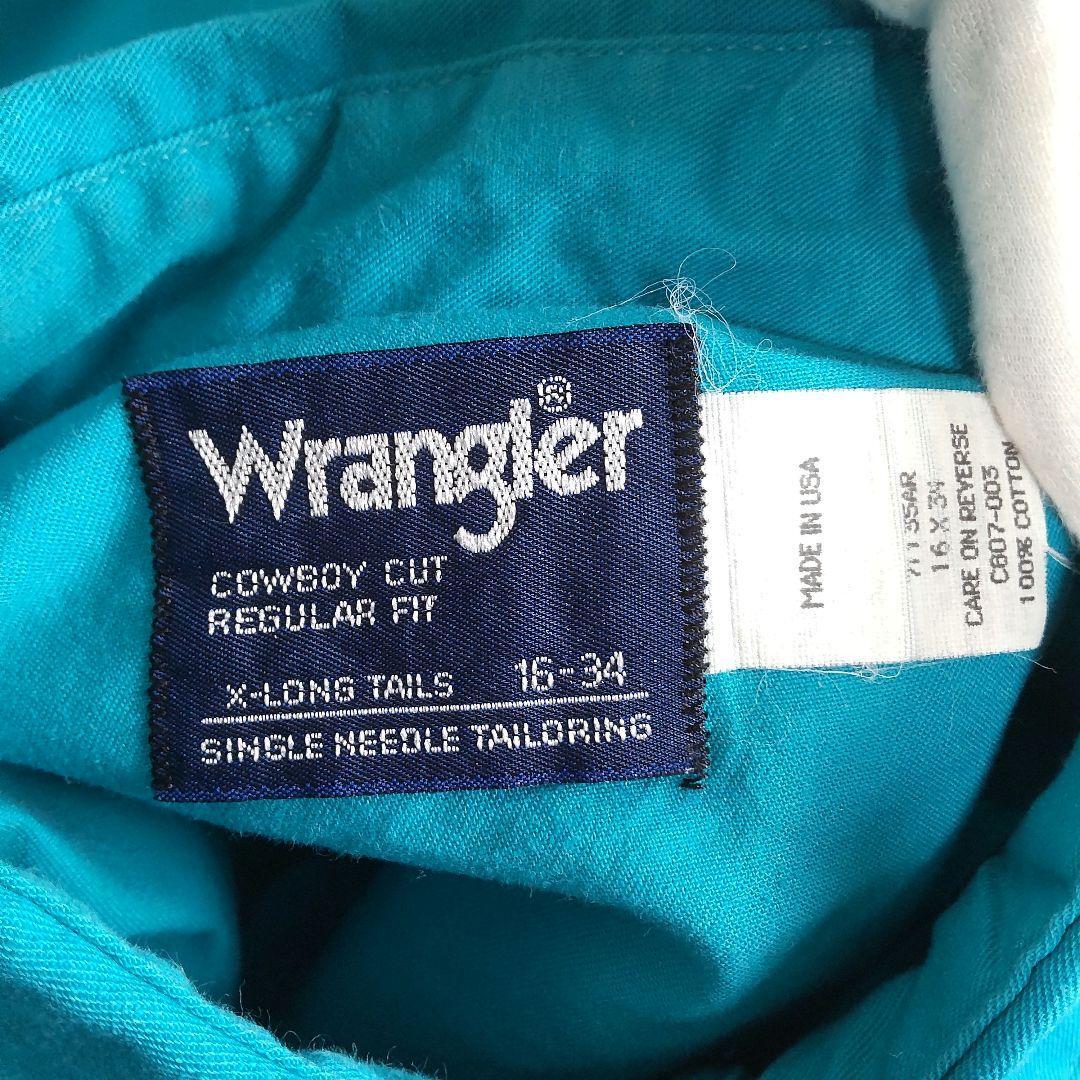 Wrangler®
COWBOY CUT
REGULAR FIT
X-LONG TAILS 16-34
SINGLE NEEDLE TAILORING
MADE IN USA
16 X 34
CARE ON REVERSE
CB07-003
100% COTTON